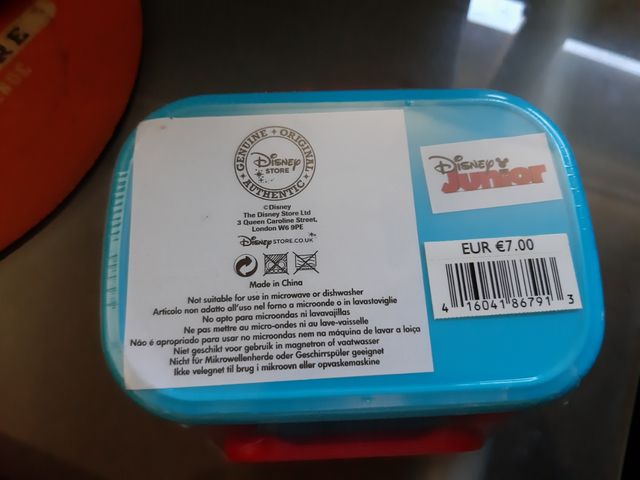 RE
GENUINE + ORIGINAL
Disney
STORE
AUTHENTIC
©Disney
The Disney Store Ltd
3 Queen Caroline Street,
London W6 9PE
Disney STORE.CO.UK
Made in China
Not suitable for use in microwave or dishwasher
Articolo non adatto all'uso nel forno a microonde o in lavastoviglie
No apto para microondas ni lavavajillas
Ne pas mettre au micro-ondes ni au lave-vaisselle
Não é apropriado para usar no microondas nem na máquina de lavar a loiça
Niet geschikt voor gebruik in magnetron of vaatwasser
Nicht für Mikrowellenherde oder Geschirrspüler geeignet
Ikke velegnet til brug i mikroovn eller opvaskemaskine
Disney
Junior
EUR €7.00
4 16041 86791 3